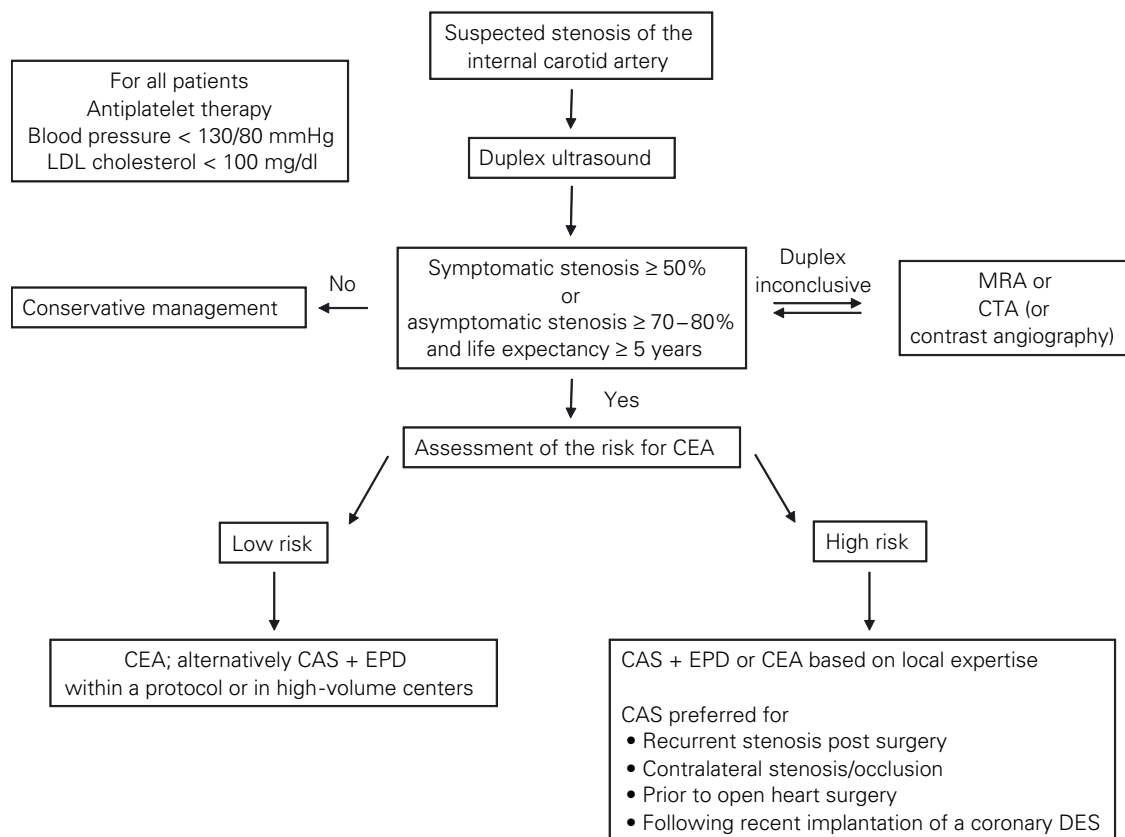 Suspected stenosis of the
internal carotid artery
For all patients
Antiplatelet therapy
Blood pressure < 130/80 mmHg
LDL cholesterol < 100 mg/dl
Duplex ultrasound
Symptomatic stenosis ≥ 50%
or
asymptomatic stenosis ≥ 70–80%
and life expectancy ≥ 5 years
No
Conservative management
Duplex
inconclusive
MRA or
CTA (or
contrast angiography)
Yes
Assessment of the risk for CEA
Low risk
High risk
CEA; alternatively CAS + EPD
within a protocol or in high-volume centers
CAS + EPD or CEA based on local expertise
CAS preferred for
• Recurrent stenosis post surgery
• Contralateral stenosis/occlusion
• Prior to open heart surgery
• Following recent implantation of a coronary DES